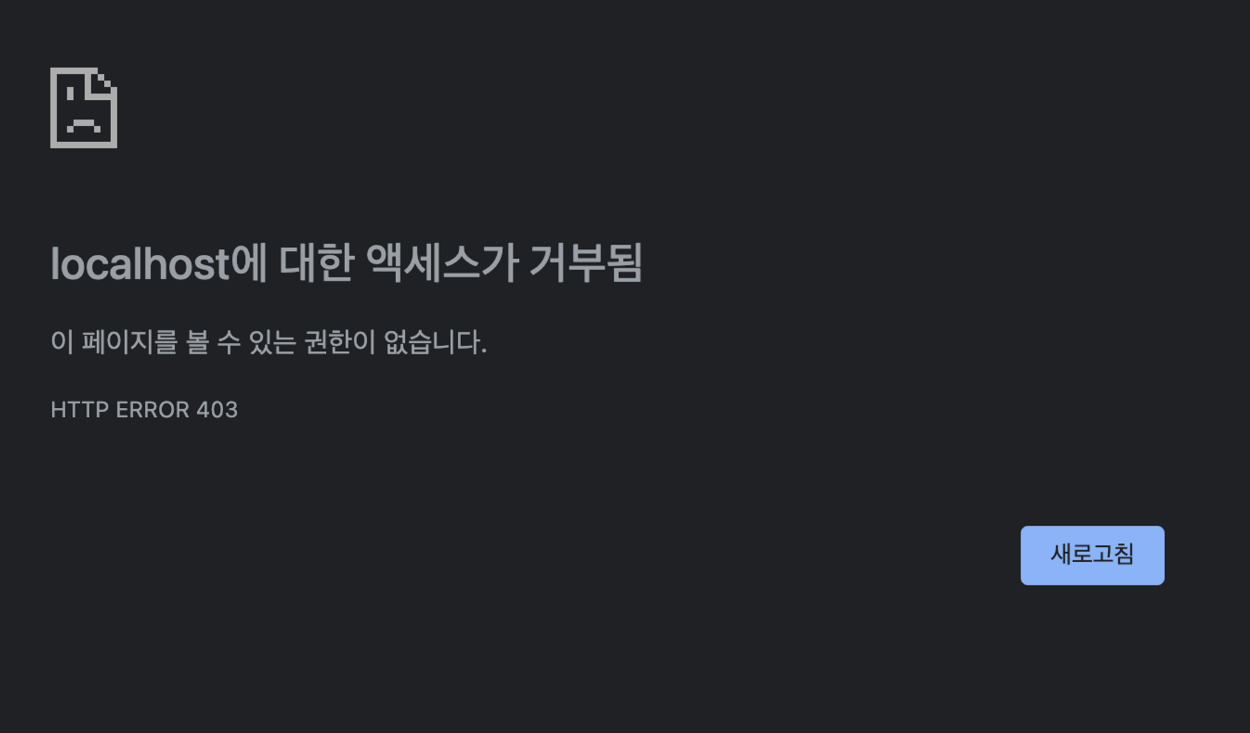 localhost에 대한 액세스가 거부됨
이 페이지를 볼 수 있는 권한이 없습니다.
HTTP ERROR 403
새로고침